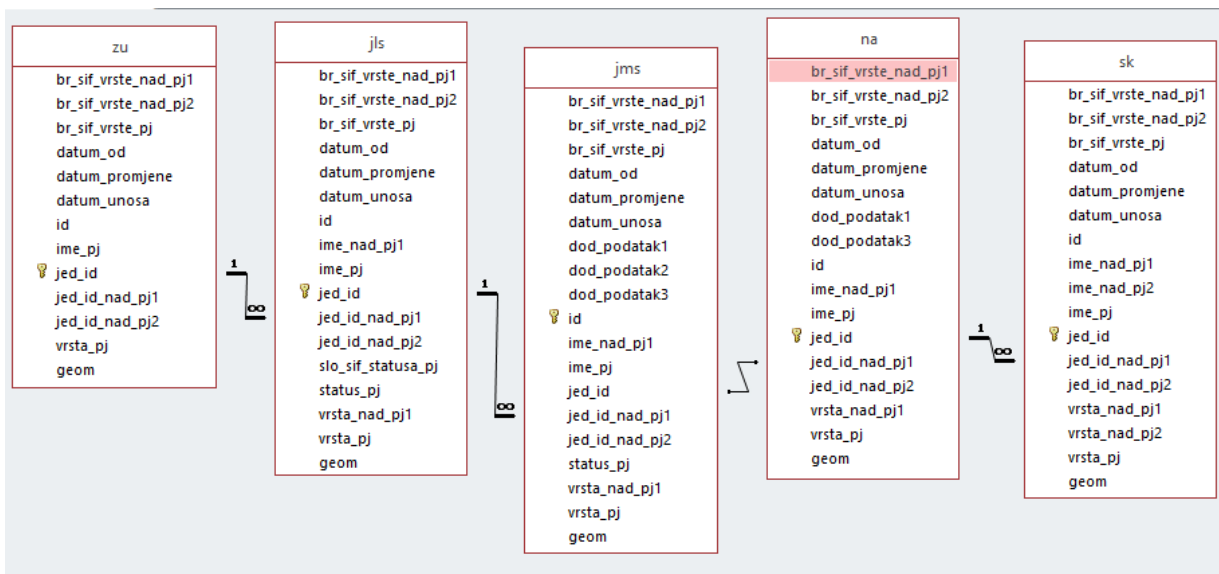 zu
br_sif_vrste_nad_pj1
br_sif_vrste_nad_pj2
br_sif_vrste_pj
datum_od
datum_promjene
datum_unosa
id
ime_pj
jed_id
jed_id_nad_pj1
jed_id_nad_pj2
vrsta_pj
geom
1
∞
jls
br_sif_vrste_nad_pj1
br_sif_vrste_nad_pj2
br_sif_vrste_pj
datum_od
datum_promjene
datum_unosa
id
ime_nad_pj1
ime_pj
jed_id
jed_id_nad_pj1
jed_id_nad_pj2
slo_sif_statusa_pj
status_pj
vrsta_nad_pj1
vrsta_pj
geom
1
∞
jms
br_sif_vrste_nad_pj1
br_sif_vrste_nad_pj2
br_sif_vrste_pj
datum_od
datum_promjene
datum_unosa
dod_podatak1
dod_podatak2
dod_podatak3
id
ime_nad_pj1
ime_pj
jed_id
jed_id_nad_pj1
jed_id_nad_pj2
status_pj
vrsta_nad_pj1
vrsta_pj
geom
na
br_sif_vrste_nad_pj1
br_sif_vrste_nad_pj2
br_sif_vrste_pj
datum_od
datum_promjene
datum_unosa
dod_podatak1
dod_podatak3
id
ime_nad_pj1
ime_pj
jed_id
jed_id_nad_pj1
jed_id_nad_pj2
vrsta_nad_pj1
vrsta_pj
geom
1
∞
sk
br_sif_vrste_nad_pj1
br_sif_vrste_nad_pj2
br_sif_vrste_pj
datum_od
datum_promjene
datum_unosa
id
ime_nad_pj1
ime_nad_pj2
ime_pj
jed_id
jed_id_nad_pj1
jed_id_nad_pj2
vrsta_nad_pj1
vrsta_nad_pj2
vrsta_pj
geom